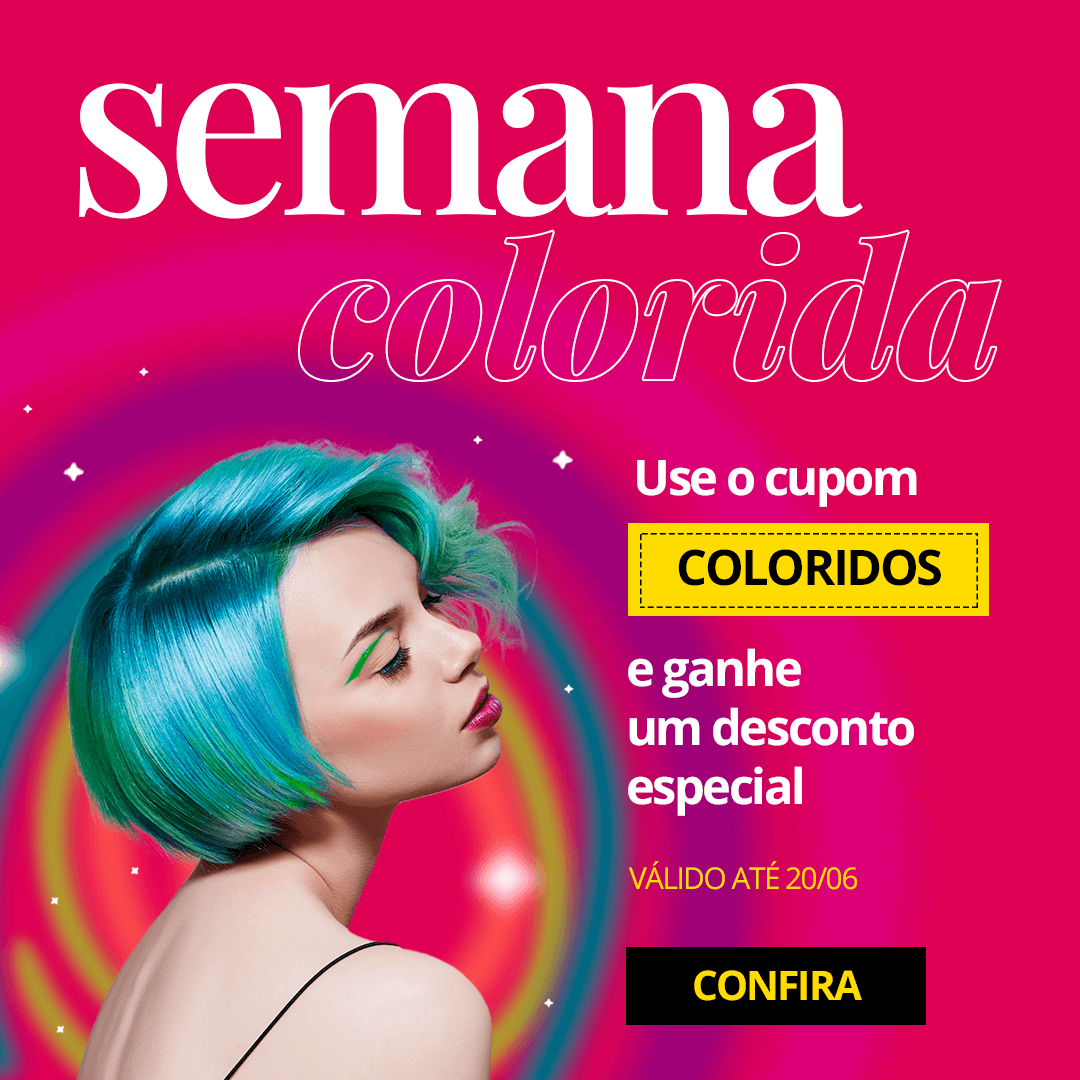 semana
colorida
Use o cupom
COLORIDOS
e ganhe
um desconto
especial
VÁLIDO ATÉ 20/06
CONFIRA